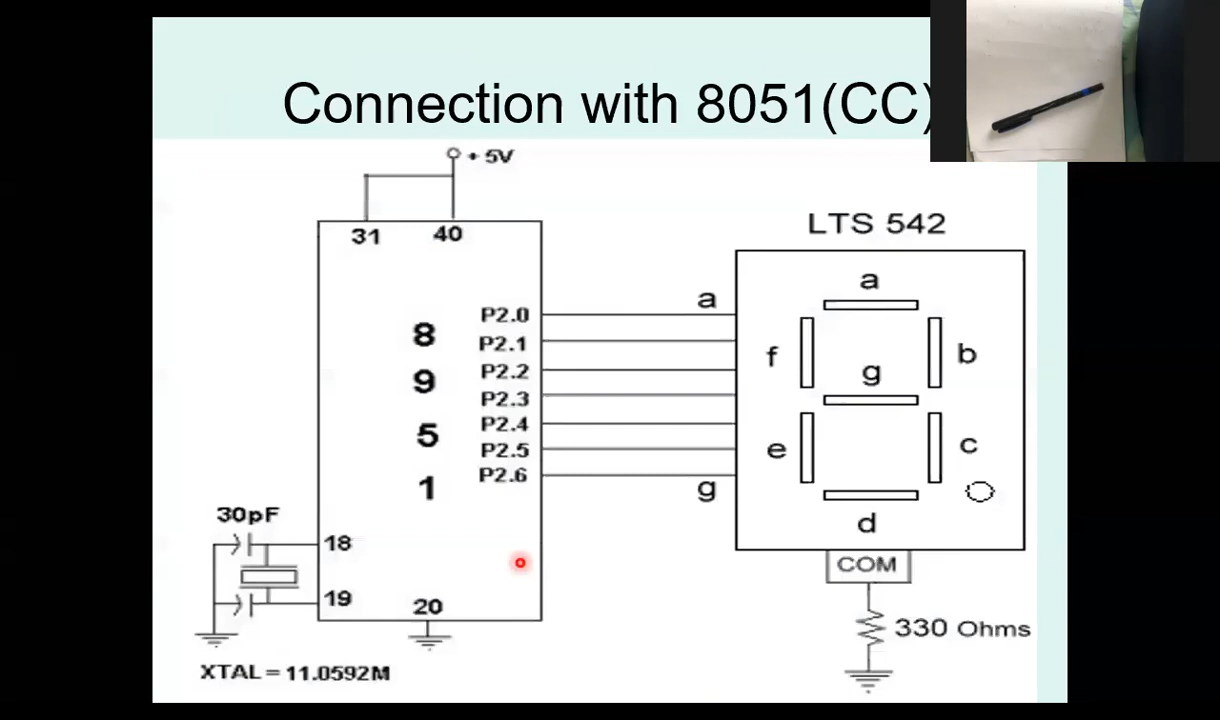 Connection with 8051(CC)
+ 5V
31 40
LTS 542
a
a
P2.0
8
P2.1
f
b
P2.2
g
9
P2.3
P2.4
5
P2.5
e
c
P2.6
1
g
d
30pF
18
COM
19
20
330 Ohms
XTAL = 11.0592M